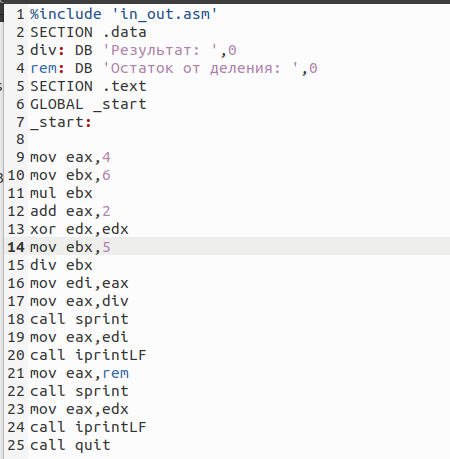 1 %include 'in_out.asm'
2 SECTION .data
3 div: DB 'Результат: ',0
4 rem: DB 'Остаток от деления: ',0
5 SECTION .text
6 GLOBAL _start
7 _start:
8
9 mov eax,4
10 mov ebx,6
11 mul ebx
12 add eax,2
13 xor edx,edx
14 mov ebx,5
15 div ebx
16 mov edi,eax
17 mov eax,div
18 call sprint
19 mov eax,edi
20 call iprintLF
21 mov eax,rem
22 call sprint
23 mov eax,edx
24 call iprintLF
25 call quit